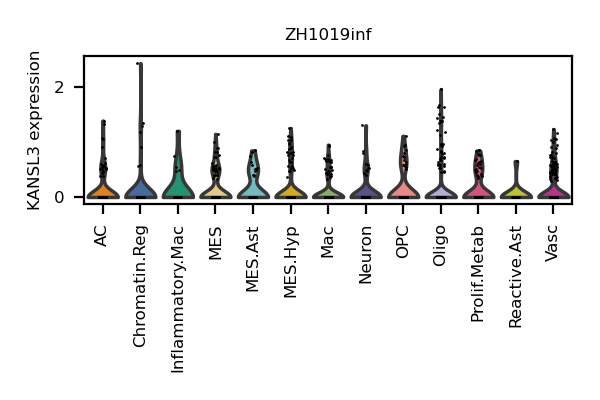 ZH1019inf
KANSL3 expression
2
0
AC
Chromatin.Reg
Inflammatory.Mac
MES
MES.Ast
MES.Hyp
Mac
Neuron
OPC
Oligo
Prolif.Metab
Reactive.Ast
Vasc